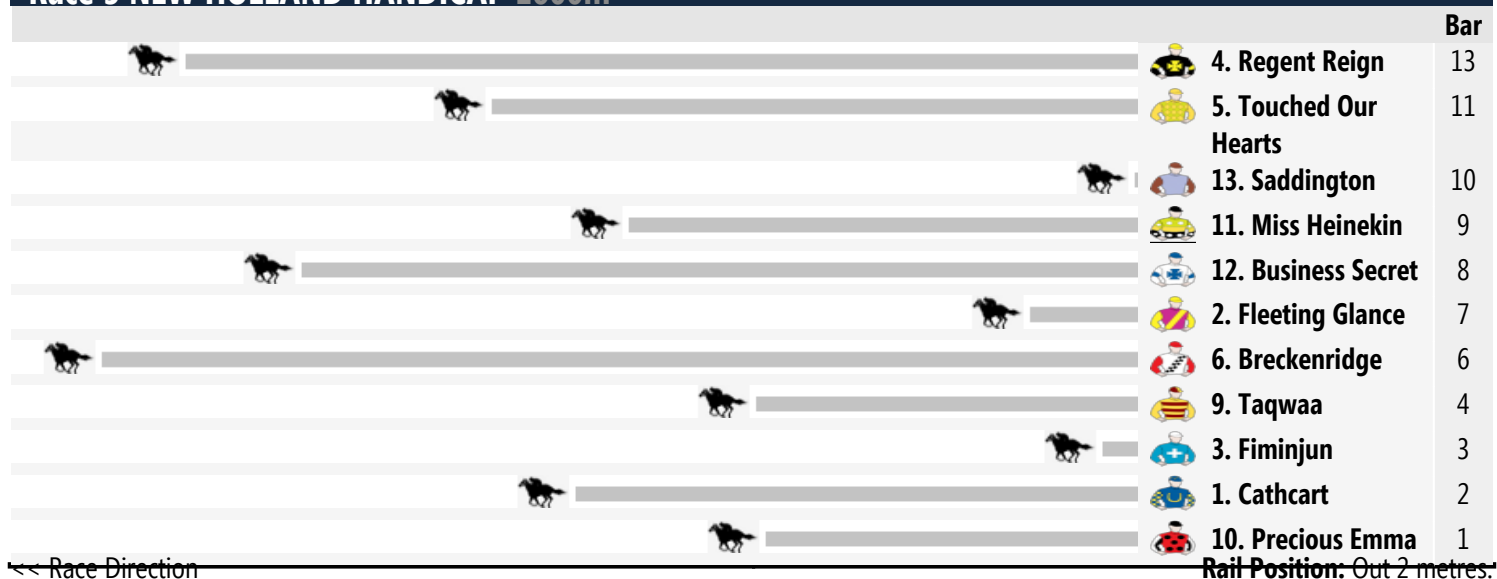 Bar
4. Regent Reign 13
5. Touched Our 11
Hearts
13. Saddington 10
11. Miss Heinekin 9
12. Business Secret 8
2. Fleeting Glance 7
6. Breckenridge 6
9. Taqwaa 4
3. Fiminjun 3
1. Cathcart 2
10. Precious Emma 1
<< Race Direction Rail Position: Out 2 metres.